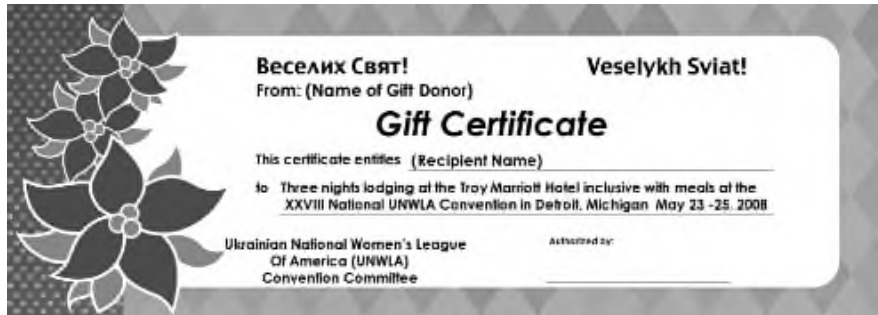 Веселих Свят! Veselykh Sviat!
From: (Name of Gift Donor)
Gift Certificate
This certificate entitles (Recipient Name)
to Three nights lodging at the Troy Marriott Hotel inclusive with meals at the
XXVIII National UNWLA Convention in Detroit, Michigan May 23 -25, 2008
Ukrainian National Women's League
Of America (UNWLA)
Convention Committee
Authorized by: